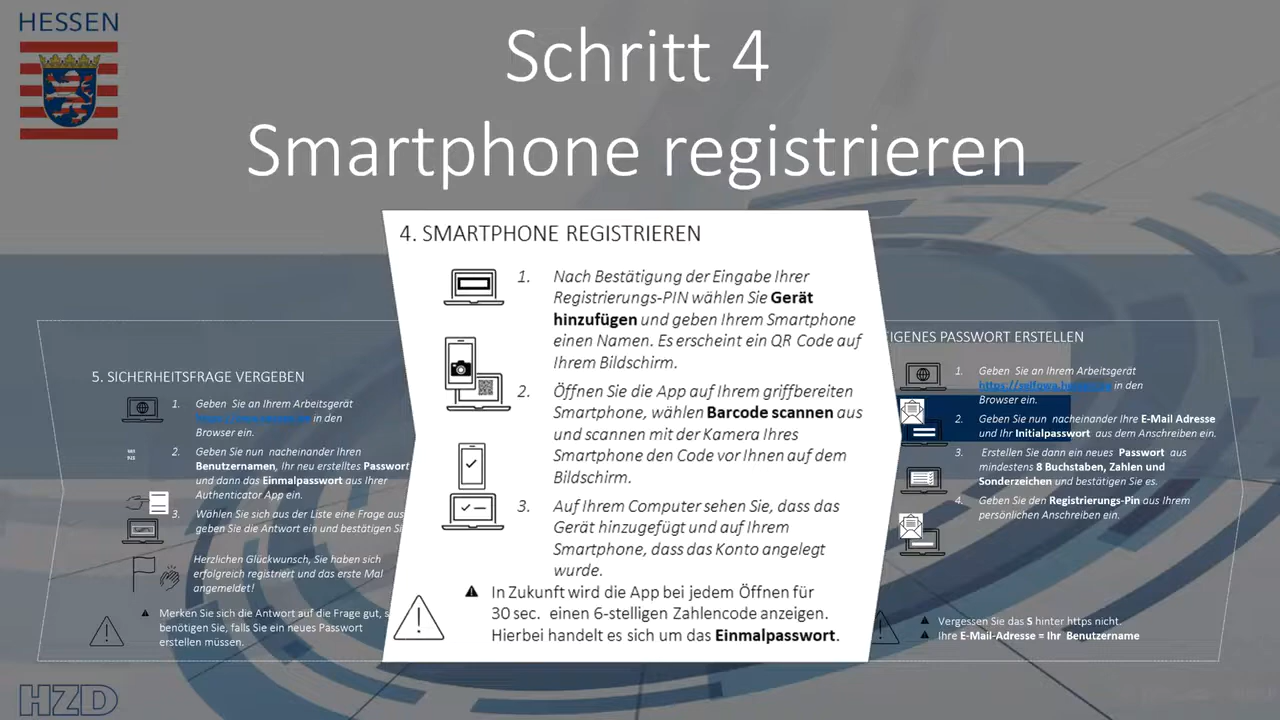 HESSEN
Schritt 4
Smartphone registrieren
4. SMARTPHONE REGISTRIEREN
1. Nach Bestätigung der Eingabe Ihrer
Registrierungs-PIN wählen Sie Gerät
hinzufügen und geben Ihrem Smartphone
einen Namen. Es erscheint ein QR Code auf
Ihrem Bildschirm.
2. Öffnen Sie die App auf Ihrem griffbereiten
Smartphone, wählen Barcode scannen aus
und scannen mit der Kamera Ihres
Smartphone den Code vor Ihnen auf dem
Bildschirm.
3. Auf Ihrem Computer sehen Sie, dass das
Gerät hinzugefügt und auf Ihrem
Smartphone, dass das Konto angelegt
wurde.
In Zukunft wird die App bei jedem Öffnen für
30 sec. einen 6-stelligen Zahlencode anzeigen.
Hierbei handelt es sich um das Einmalpasswort.
5. SICHERHEITSFRAGE VERGEBEN
1. Geben Sie an Ihrem Arbeitsgerät
in den
Browser ein.
2. Geben Sie nun nacheinander Ihren
Benutzernamen, Ihr neu erstelltes Passwort
und dann das Einmalpasswort aus Ihrer
Authenticator App ein.
3. Wählen Sie sich aus der Liste eine Frage aus
geben Sie die Antwort ein und bestätigen Si
Herzlichen Glückwunsch, Sie haben sich
erfolgreich registriert und das erste Mal
angemeldet!
Merken Sie sich die Antwort auf die Frage gut, s
benötigen Sie, falls Sie ein neues Passwort
erstellen müssen.
EIGENES PASSWORT ERSTELLEN
1. Geben Sie an Ihrem Arbeitsgerät
in den
Browser ein.
2. Geben Sie nun nacheinander Ihre E-Mail Adresse
und Ihr Initialpasswort aus dem Anschreiben ein.
3. Erstellen Sie dann ein neues Passwort aus
mindestens 8 Buchstaben, Zahlen und
Sonderzeichen und bestätigen Sie es.
4. Geben Sie den Registrierungs-Pin aus Ihrem
persönlichen Anschreiben ein.
Vergessen Sie das S hinter https nicht.
Ihre E-Mail-Adresse = Ihr Benutzername
HZD